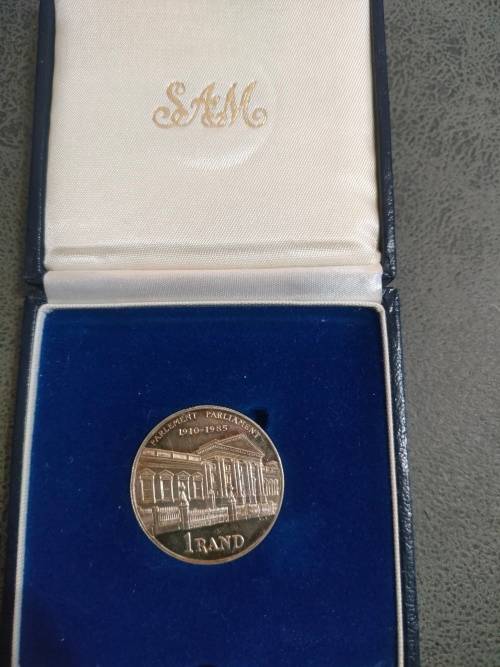 SAM
PARLEMENT PARLIAMENT
1910-1985
1 RAND